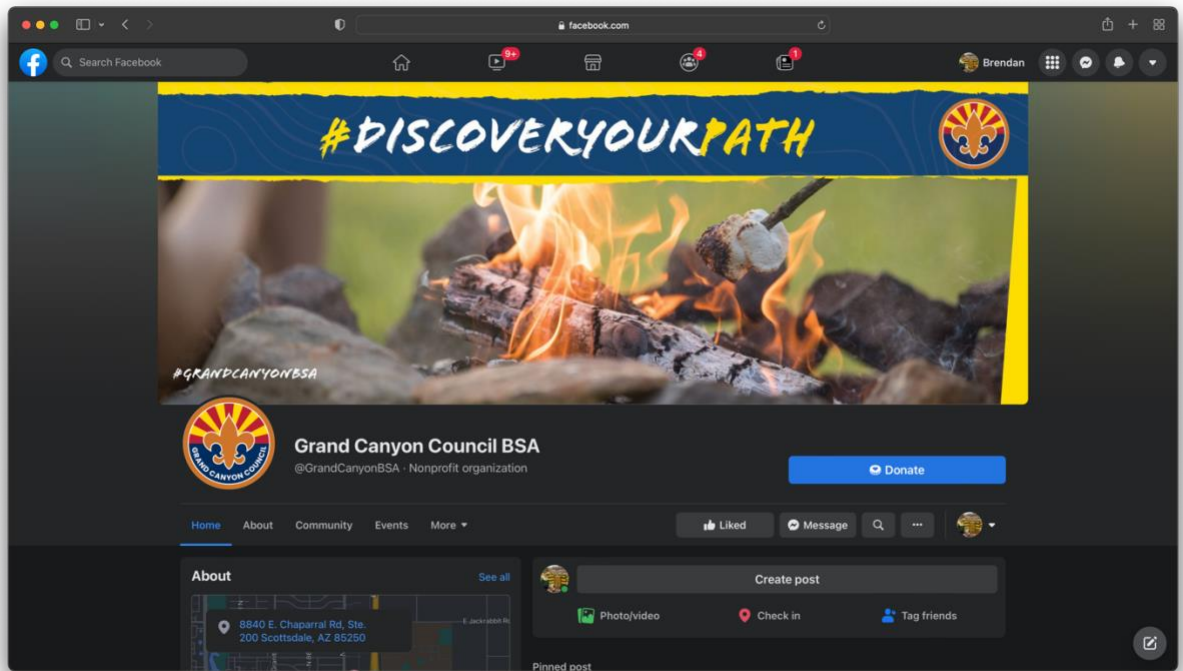 facebook.com
Search Facebook
9+
4
1
Brendan
#DISCOVERYOURPATH
#GRANDCANYONBSA
GRAND CANYON COUNCIL
Grand Canyon Council BSA
@GrandCanyonBSA · Nonprofit organization
Donate
Home About Community Events More
Liked Message
About See all
Create post
Photo/video Check in Tag friends
E Jackrabbit Rd
8840 E. Chaparral Rd, Ste.
200 Scottsdale, AZ 85250
Pinned post